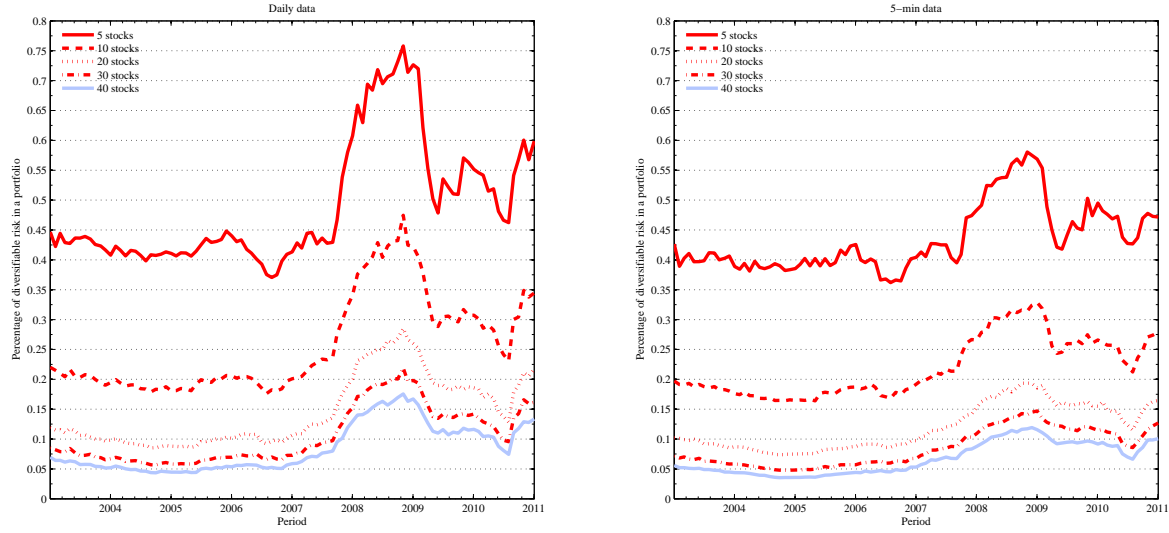 Daily data
0.8
0.75
0.7
0.65
0.6
0.55
0.5
0.45
0.4
0.35
0.3
0.25
0.2
0.15
0.1
0.05
0
Percentage of diversifiable risk in a portfolio
5 stocks
10 stocks
20 stocks
30 stocks
40 stocks
2004 2005 2006 2007 2008 2009 2010 2011
Period
5−min data
0.8
0.75
0.7
0.65
0.6
0.55
0.5
0.45
0.4
0.35
0.3
0.25
0.2
0.15
0.1
0.05
0
Percentage of diversifiable risk in a portfolio
5 stocks
10 stocks
20 stocks
30 stocks
40 stocks
2004 2005 2006 2007 2008 2009 2010 2011
Period